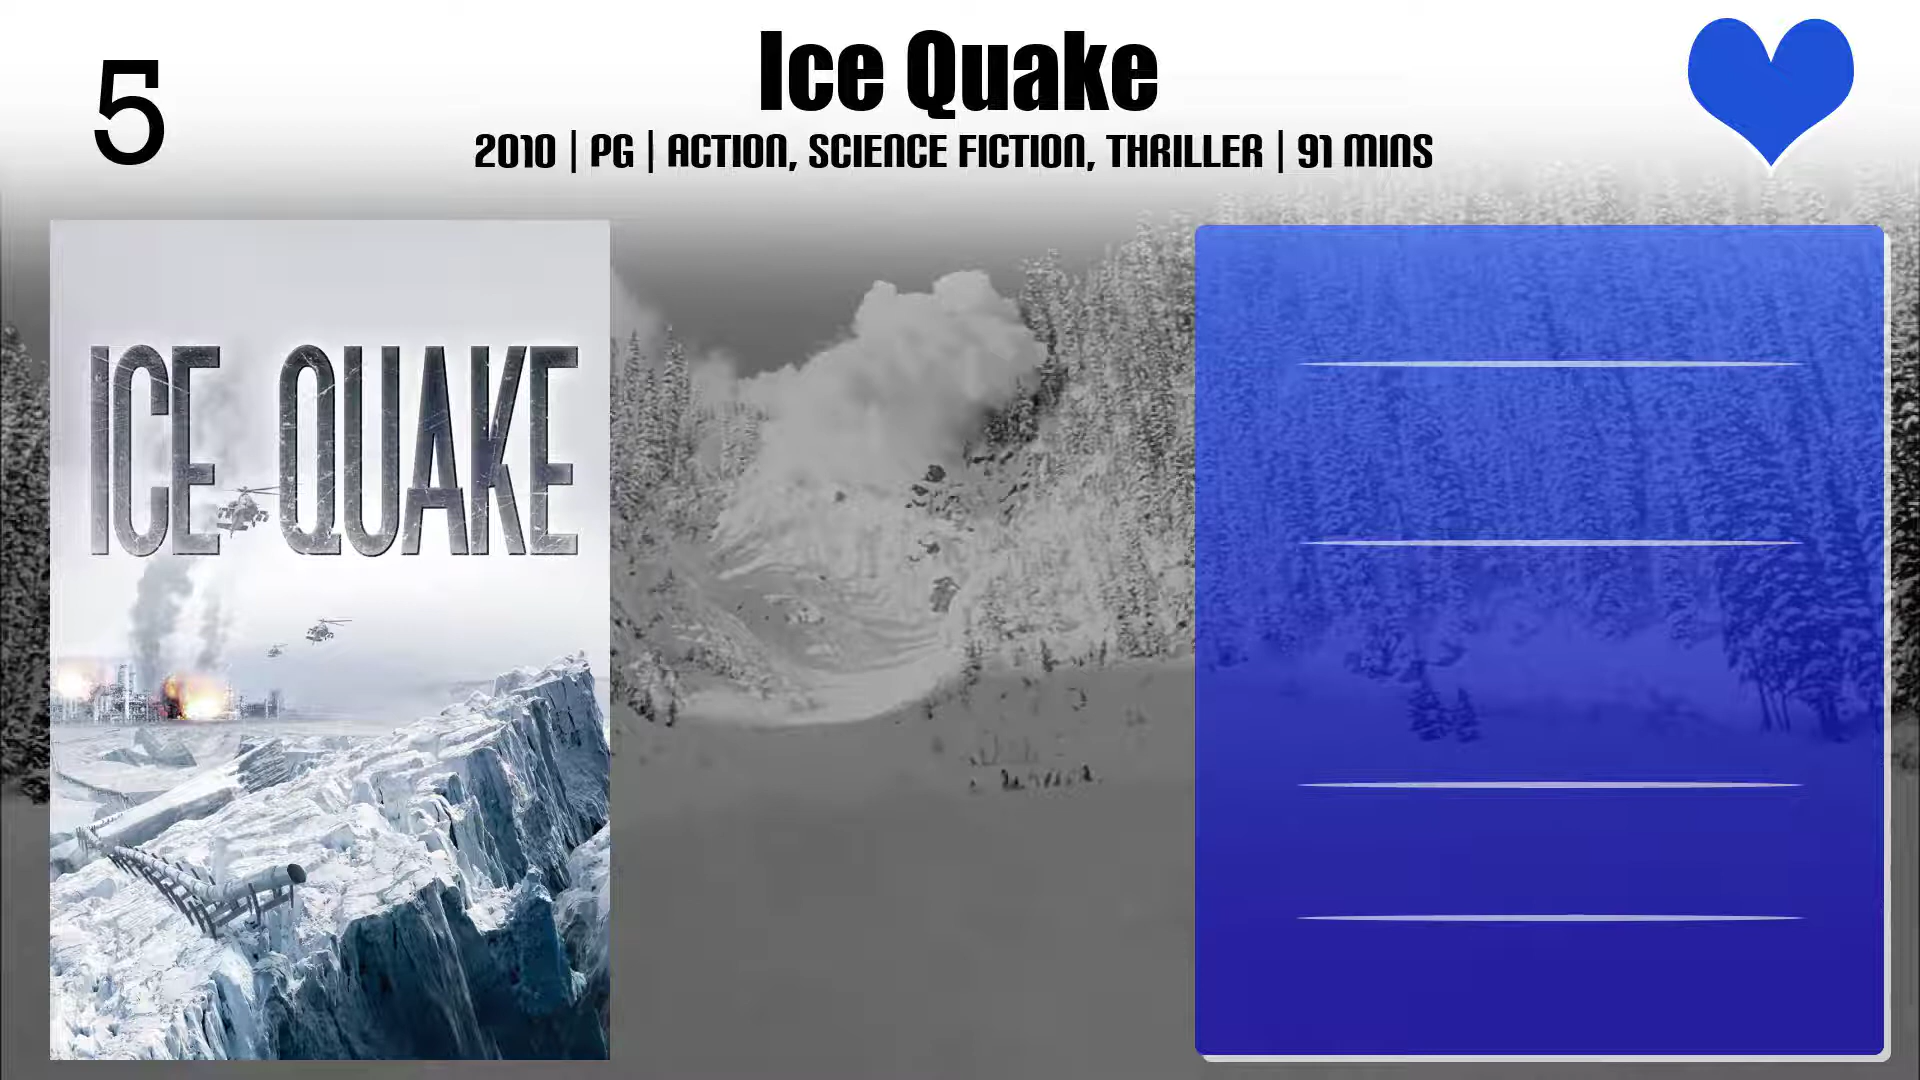 5
Ice Quake
2010 | PG | ACTION, SCIENCE FICTION, THRILLER | 91 MINS
ICE QUAKE